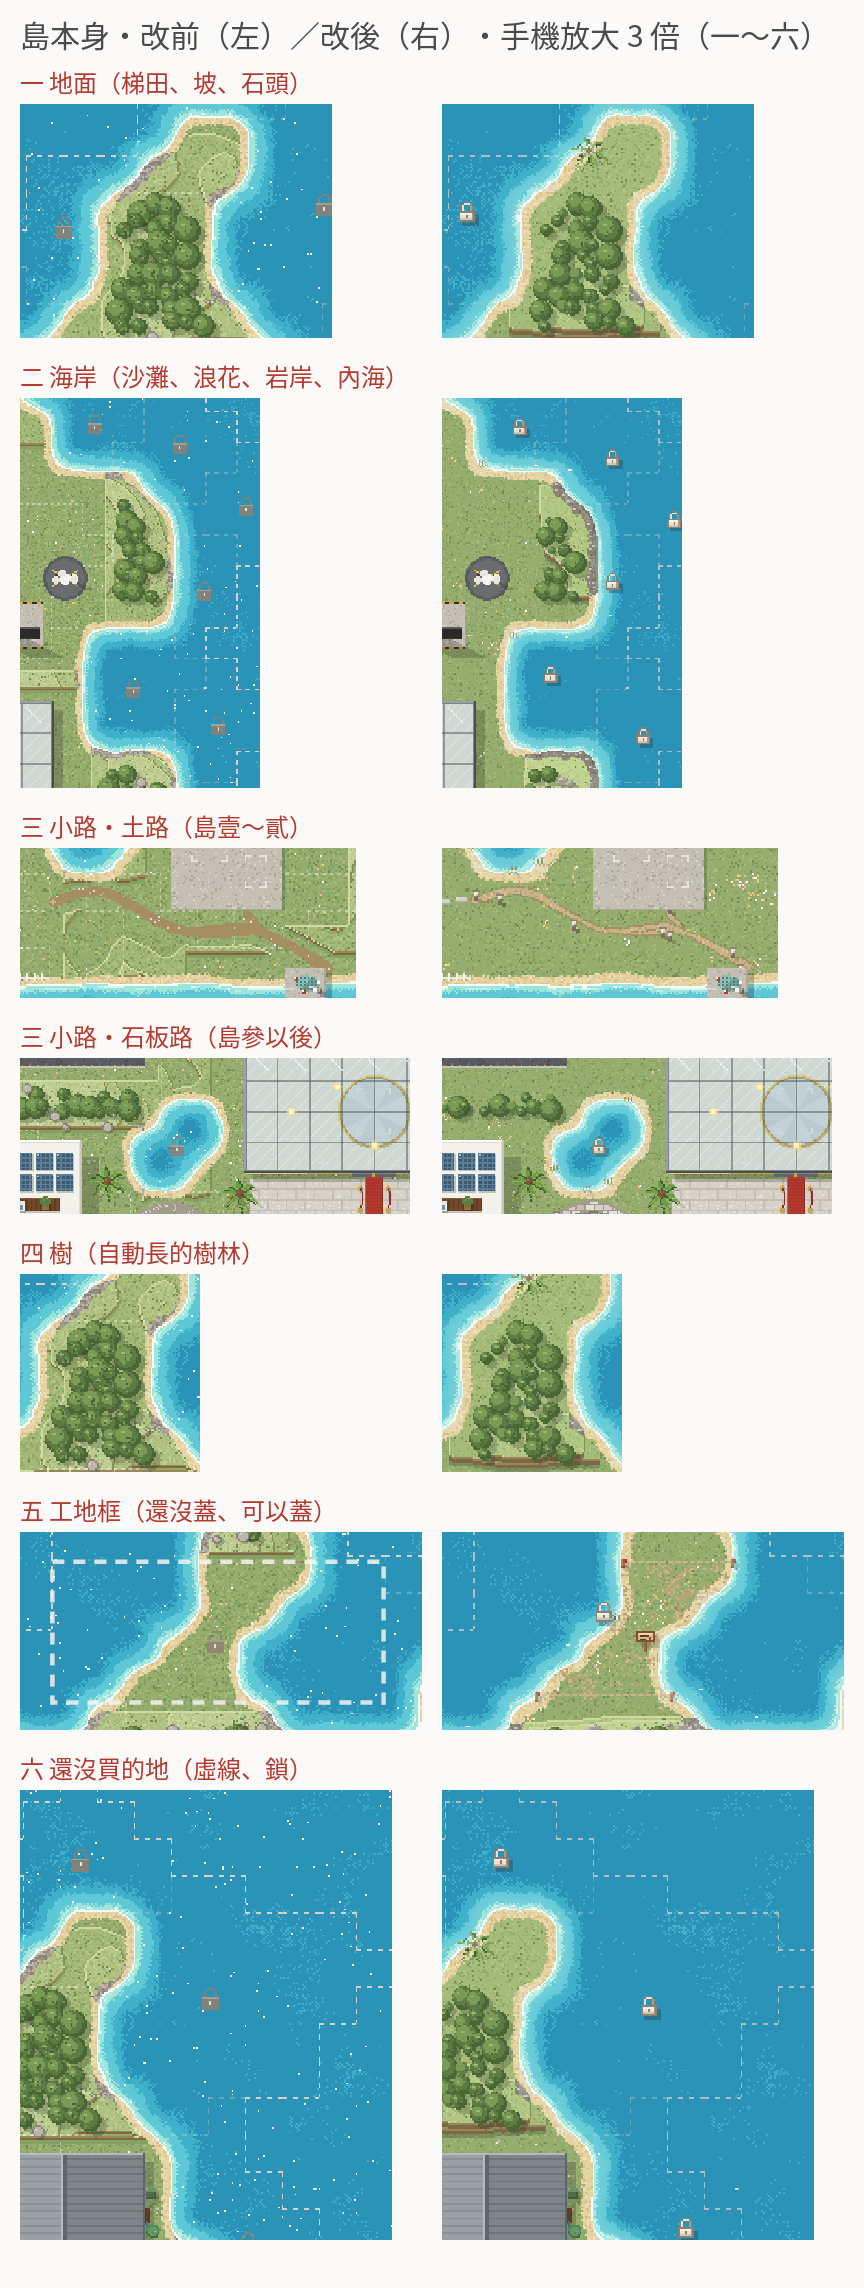 島本身・改前（左）／改後（右）・手機放大 3 倍（一～六）
一 地面（梯田、坡、石頭）
二 海岸（沙灘、浪花、岩岸、內海）
三 小路・土路（島壹～貳）
三 小路・石板路（島參以後）
四 樹（自動長的樹林）
五 工地框（還沒蓋、可以蓋）
六 還沒買的地（虛線、鎖）